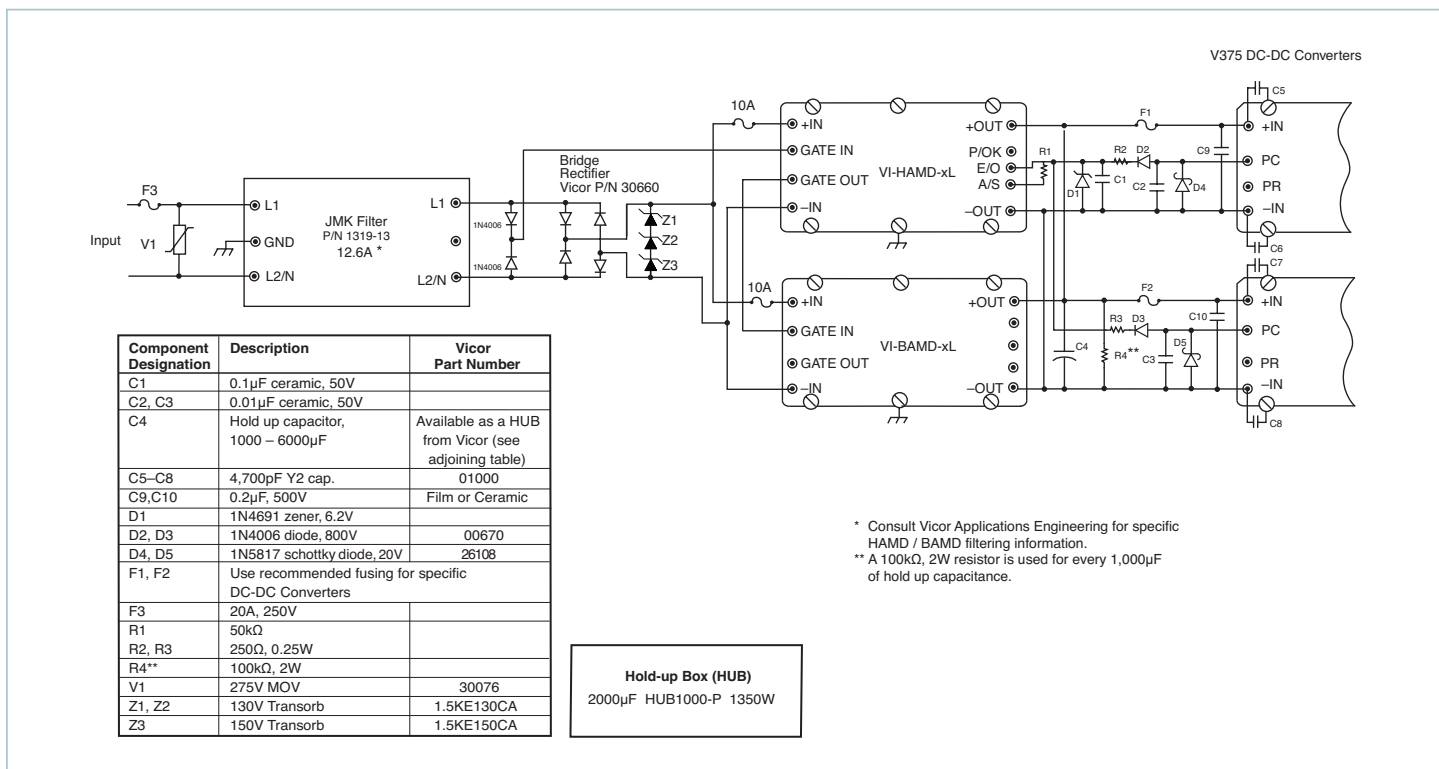 V375 DC-DC Converters
F3
Input
V1
L1
GND
L2/N
JMK Filter
P/N 1319-13
12.6A *
L1
L2/N
1N4006
1N4006
Bridge
Rectifier
Vicor P/N 30660
Z1
Z2
Z3
10A
+IN
GATE IN
GATE OUT
–IN
VI-HAMD-xL
+OUT
P/OK
E/O
A/S
–OUT
R1
D1
C1
R2
D2
C2
D4
F1
C9
C5
+IN
PC
PR
–IN
C6
10A
+IN
GATE IN
GATE OUT
–IN
VI-BAMD-xL
+OUT
–OUT
C4
R4**
R3
D3
C3
D5
F2
C10
C7
+IN
PC
PR
–IN
C8
Component Designation Description Vicor Part Number
C1 0.1µF ceramic, 50V
C2, C3 0.01µF ceramic, 50V
C4 Hold up capacitor, Available as a HUB
1000 – 6000µF from Vicor (see
adjoining table)
C5–C8 4,700pF Y2 cap. 01000
C9,C10 0.2µF, 500V Film or Ceramic
D1 1N4691 zener, 6.2V
D2, D3 1N4006 diode, 800V 00670
D4, D5 1N5817 schottky diode, 20V 26108
F1, F2 Use recommended fusing for specific
DC-DC Converters
F3 20A, 250V
R1 50kΩ
R2, R3 250Ω, 0.25W
R4** 100kΩ, 2W
V1 275V MOV 30076
Z1, Z2 130V Transorb 1.5KE130CA
Z3 150V Transorb 1.5KE150CA
Hold-up Box (HUB)
2000µF HUB1000-P 1350W
* Consult Vicor Applications Engineering for specific
HAMD / BAMD filtering information.
** A 100kΩ, 2W resistor is used for every 1,000µF
of hold up capacitance.